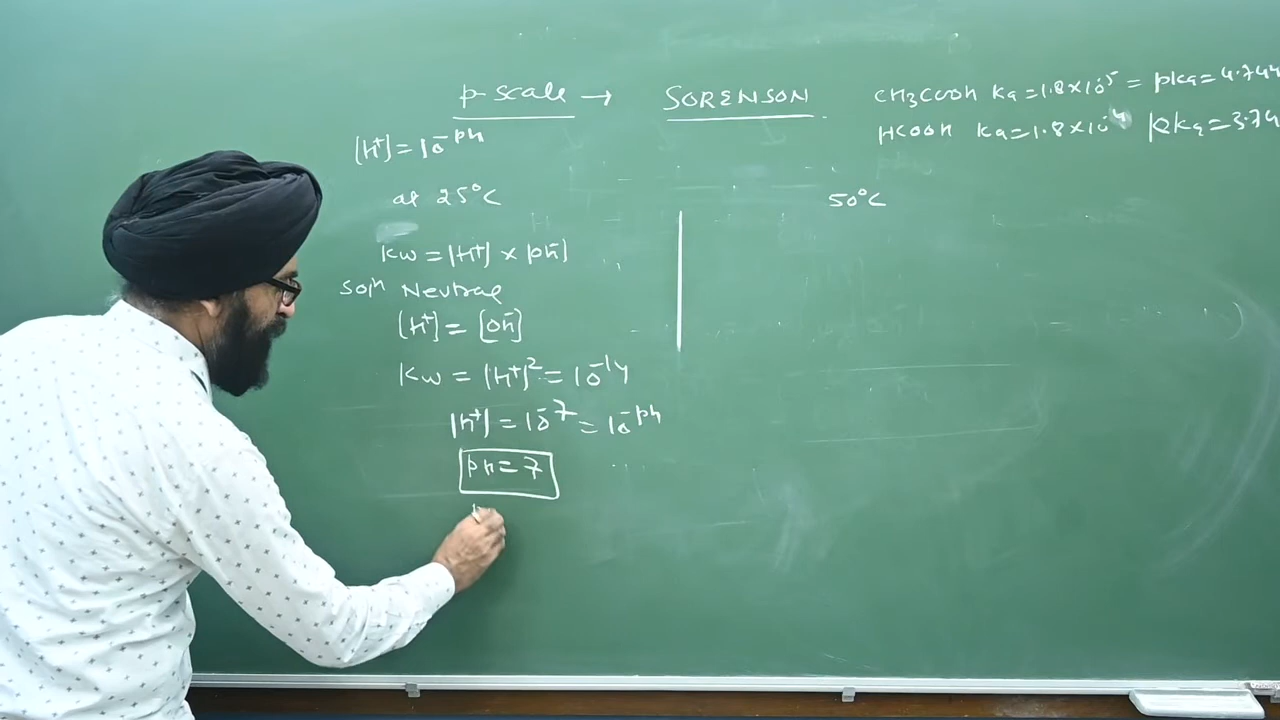 p-scale → SORENSON
CH3COOH Ka=1.8×10⁻⁵ = pka=4.744
HCOOH Ka=1.8×10⁻⁴ pka=3.74
[H⁺]=10⁻ᵖᴴ
at 25°C
50°C
Kw = [H⁺] × [OH⁻]
Solⁿ Neutral
[H⁺] = [OH⁻]
Kw = [H⁺]² = 10⁻¹⁴
[H⁺] = 10⁻⁷ = 10⁻ᵖᴴ
pH = 7